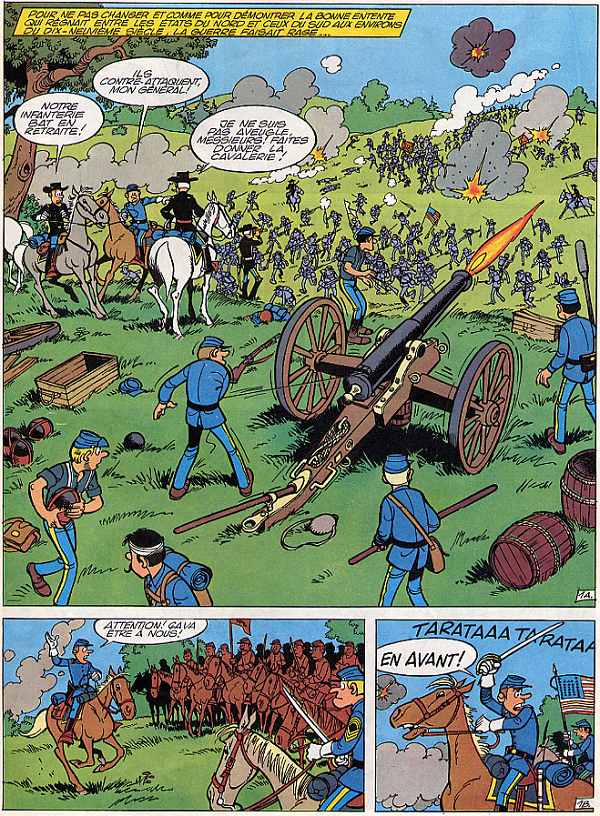 POUR NE PAS CHANGER ET COMME POUR DÉMONTRER LA BONNE ENTENTE
QUI RÉGNAIT ENTRE LES ETATS DU NORD ET CEUX DU SUD AUX ENVIRONS
DU DIX-NEUVIÈME SIÈCLE, LA GUERRE FAISAIT RAGE...
NOTRE
INFANTERIE
BAT EN
RETRAITE!
ILS
CONTRE-ATTAQUENT,
MON GÉNÉRAL!
JE NE SUIS
PAS AVEUGLE,
MESSIEURS! FAITES
DONNER LA
CAVALERIE!
1A.
ATTENTION! ÇA VA
ÊTRE À NOUS!
TARATAAA TARATAA
EN AVANT!
1B.